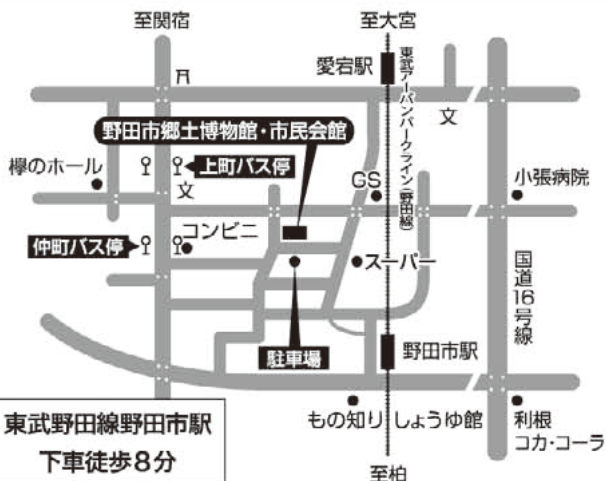 至関宿
至大宮
愛宕駅
東武アーバンパークライン(野田線)
文
野田市郷土博物館・市民会館
欅のホール
上町バス停
文
GS
小張病院
仲町バス停
コンビニ
スーパー
国道16号線
駐車場
野田市駅
東武野田線野田市駅
下車徒歩8分
もの知りしょうゆ館
利根
コカ・コーラ
至柏